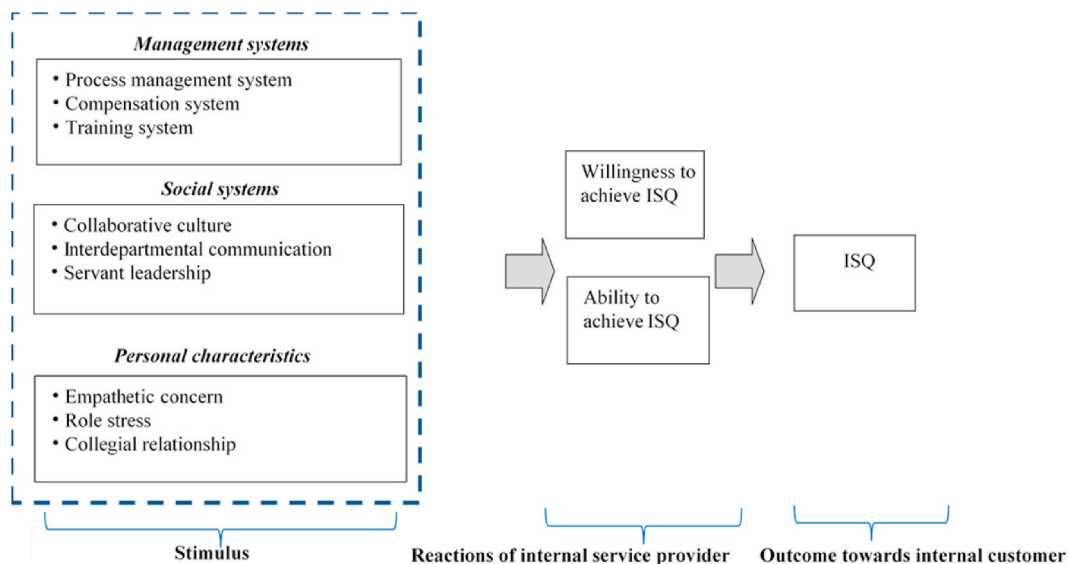 Management systems
• Process management system
• Compensation system
• Training system
Social systems
• Collaborative culture
• Interdepartmental communication
• Servant leadership
Personal characteristics
• Empathetic concern
• Role stress
• Collegial relationship
Willingness to
achieve ISQ
Ability to
achieve ISQ
ISQ
Stimulus
Reactions of internal service provider
Outcome towards internal customer